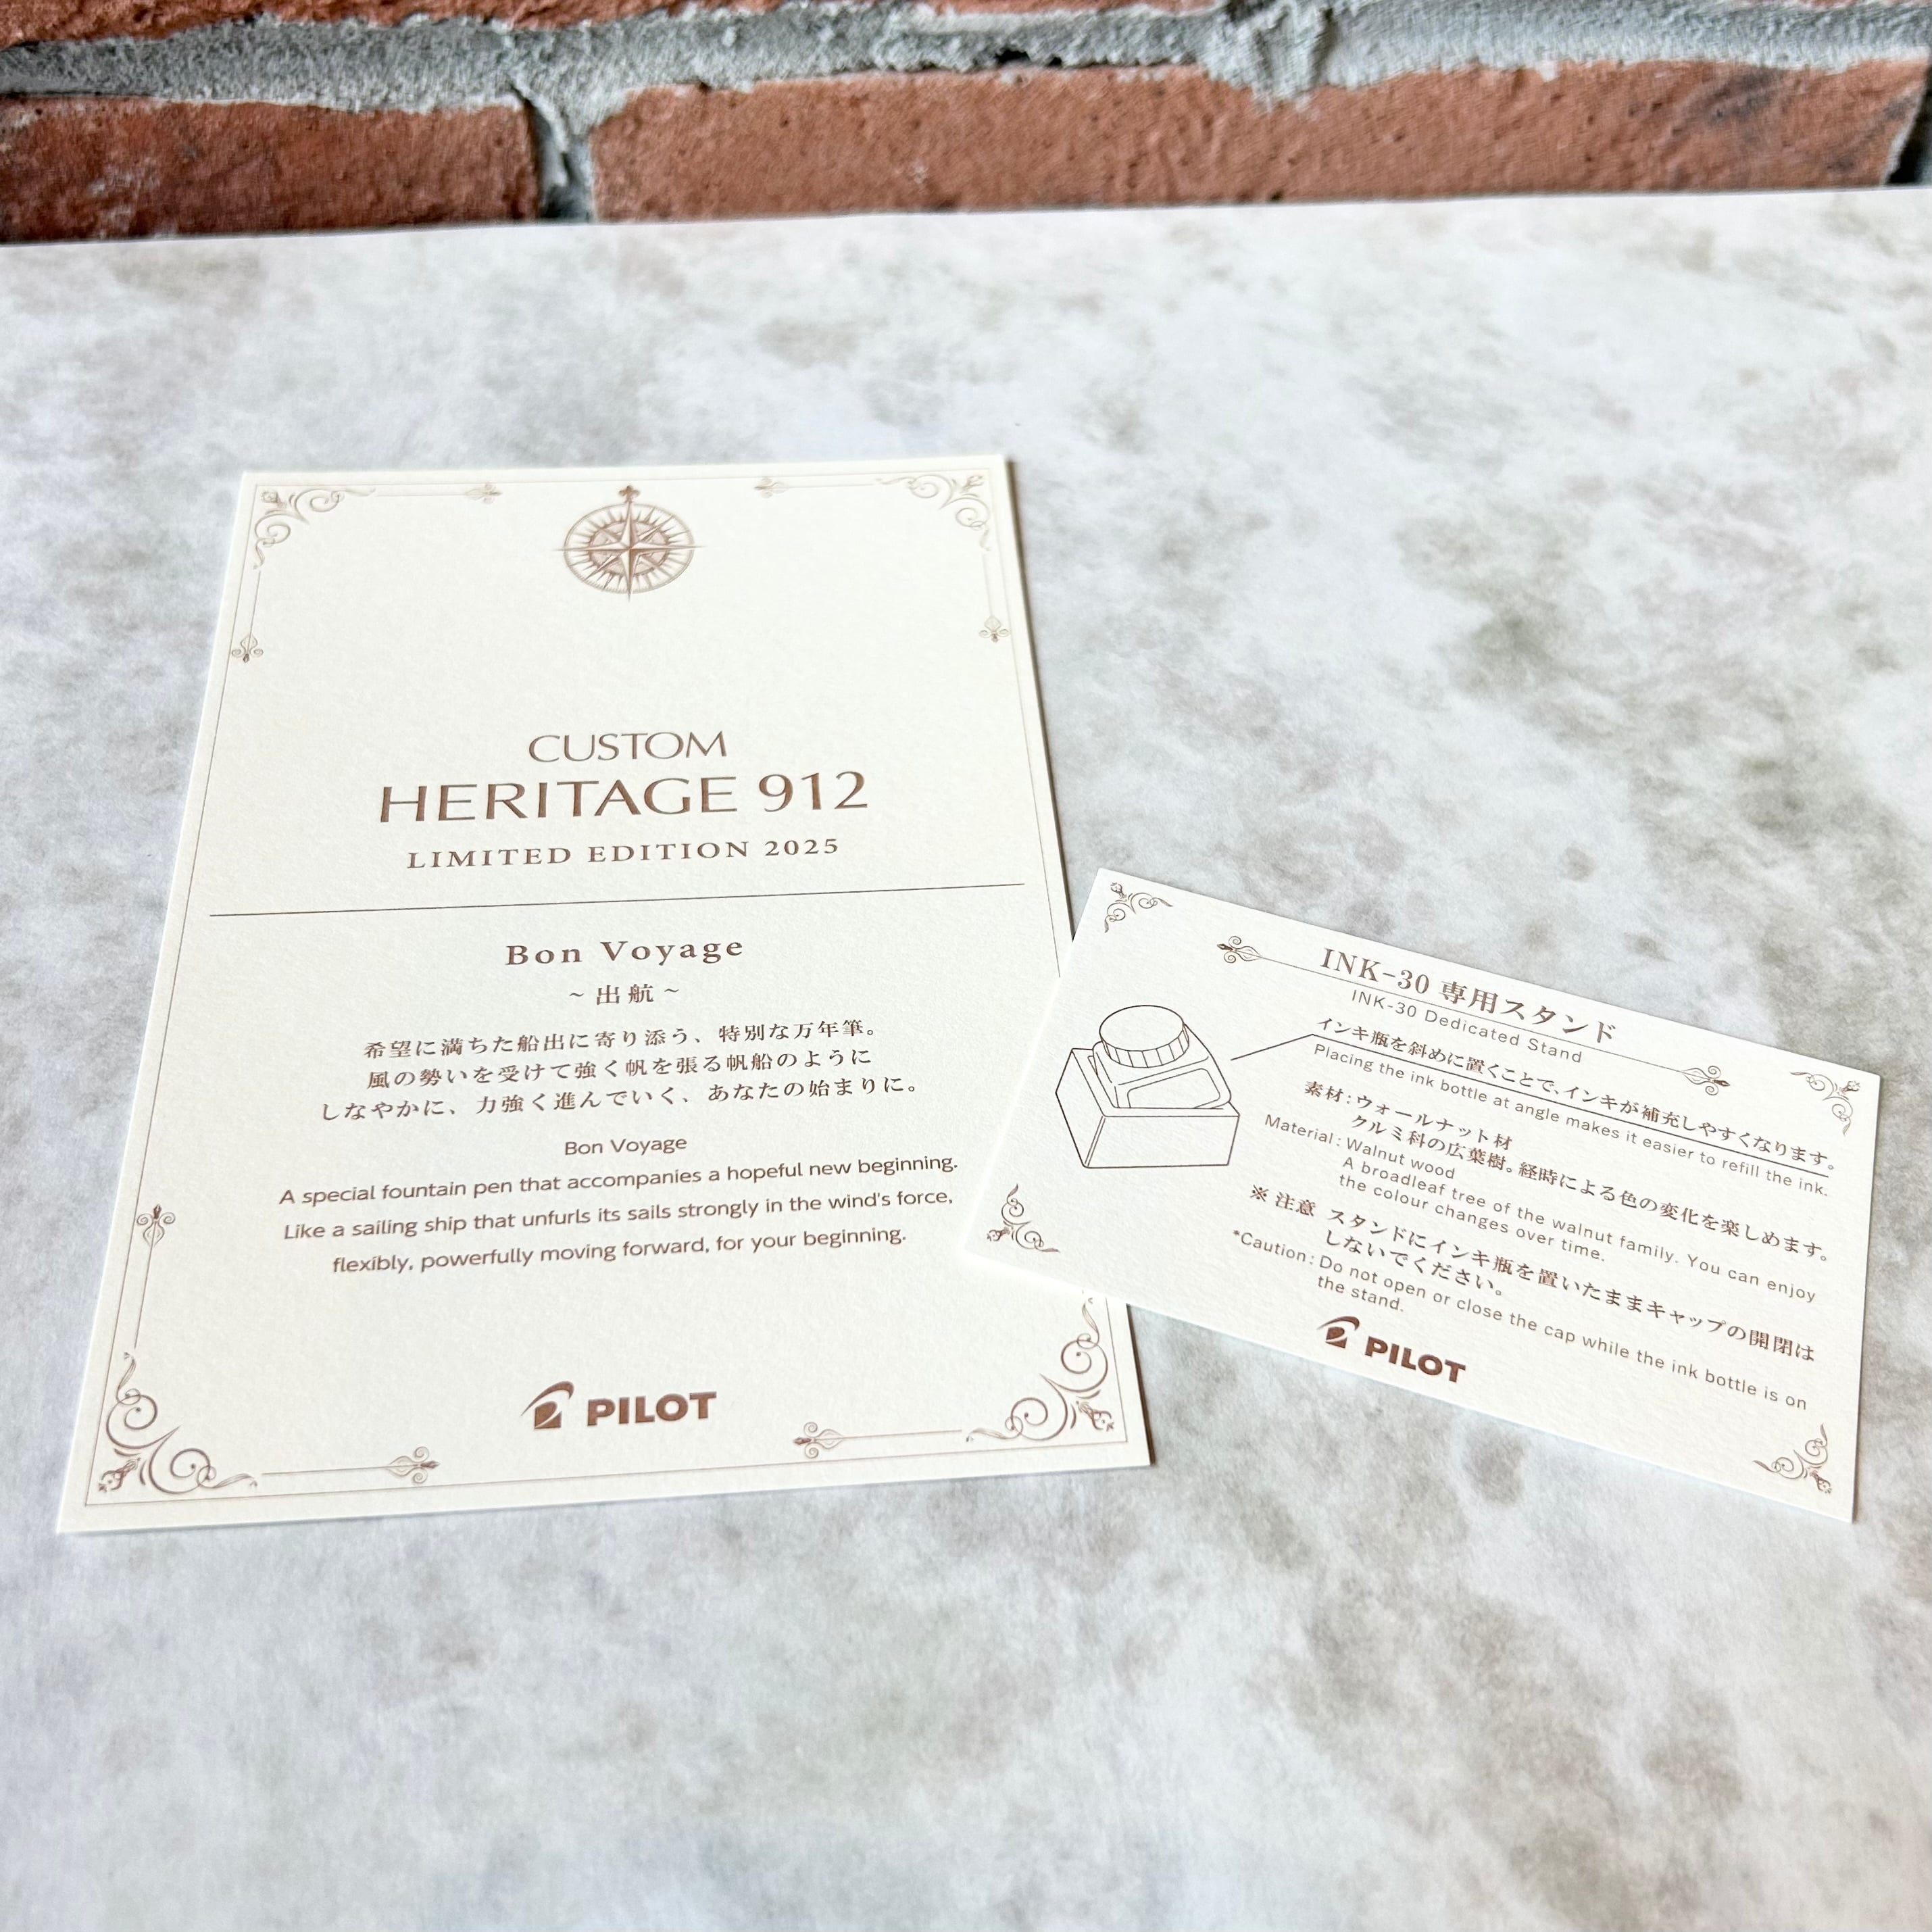 CUSTOM
HERITAGE 912
LIMITED EDITION 2025
Bon Voyage
~ 出航 ~
希望に満ちた船出に寄り添う、特別な万年筆。
風の勢いを受けて強く帆を張る帆船のように
しなやかに、力強く進んでいく、あなたの始まりに。
Bon Voyage
A special fountain pen that accompanies a hopeful new beginning.
Like a sailing ship that unfurls its sails strongly in the wind's force,
flexibly, powerfully moving forward, for your beginning.
PILOT
INK-30 専用スタンド
INK-30 Dedicated Stand
インキ瓶を斜めに置くことで、インキが補充しやすくなります。
Placing the ink bottle at angle makes it easier to refill the ink.
素材：ウォールナット材
クルミ科の広葉樹。経時による色の変化を楽しめます。
Material : Walnut wood
A broadleaf tree of the walnut family. You can enjoy
the colour changes over time.
※ 注意 スタンドにインキ瓶を置いたままキャップの開閉は
しないでください。
*Caution : Do not open or close the cap while the ink bottle is on
the stand.
PILOT